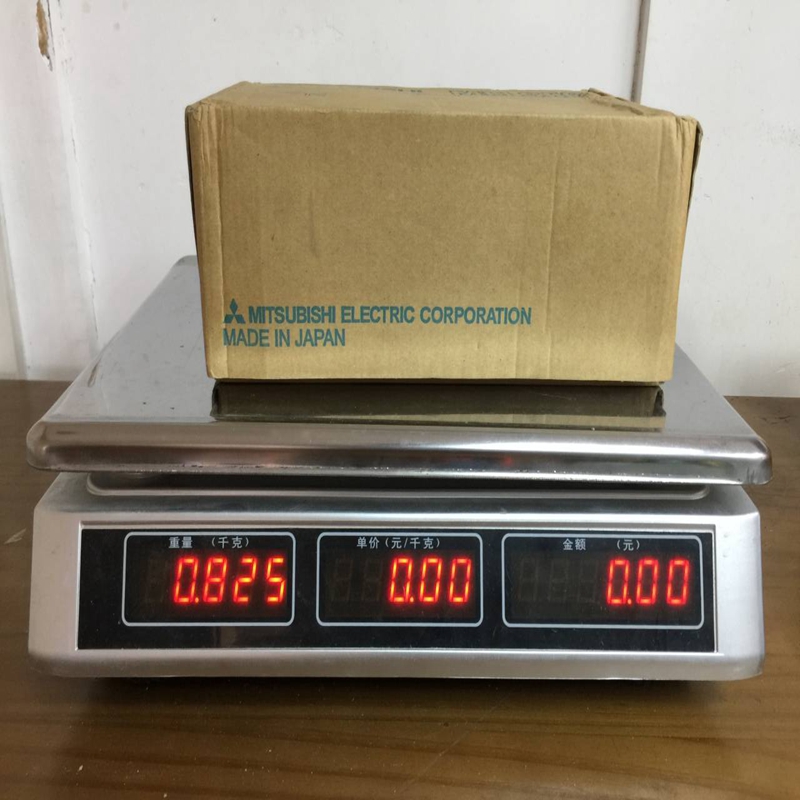 MITSUBISHI ELECTRIC CORPORATION
MADE IN JAPAN
重量 （千克） 单价（元/千克） 金额 （元）
0.825 0.00 0.00